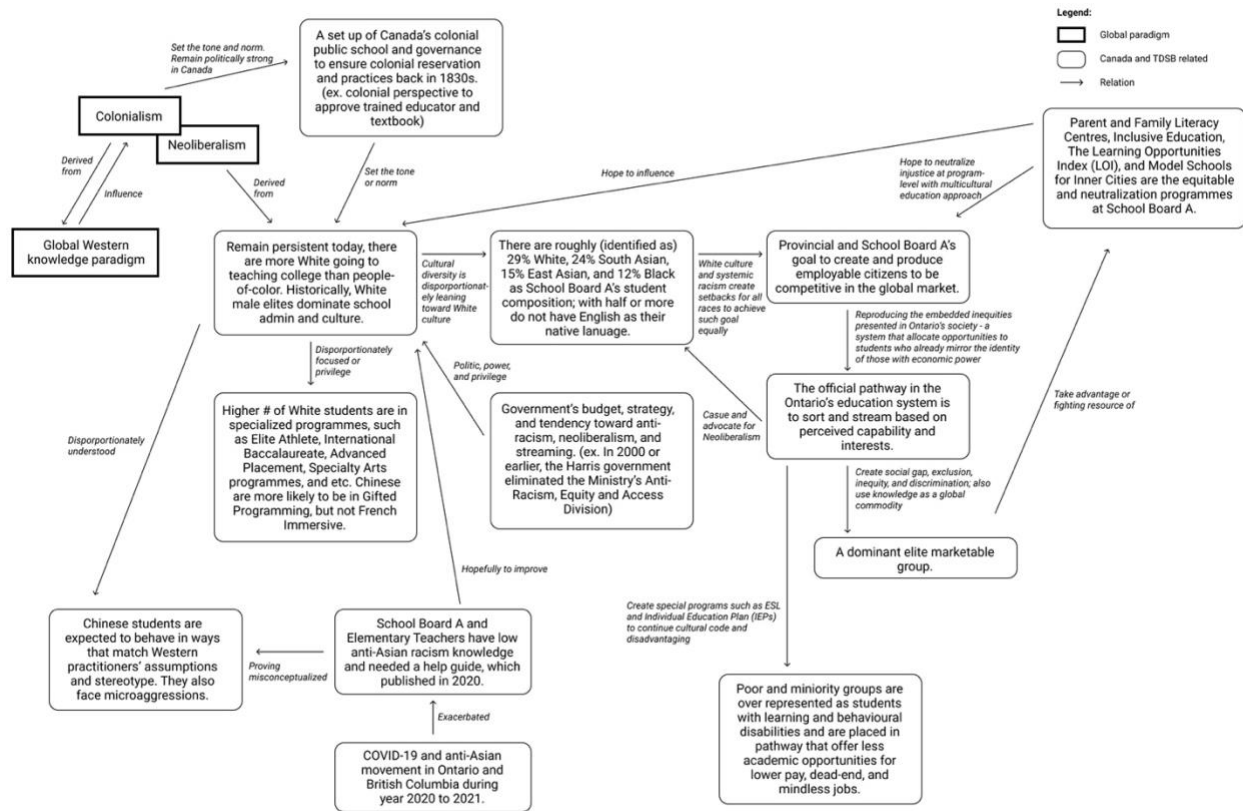 Legend:
Global paradigm
Canada and TDSB related
Relation
Set the tone and norm.
Remain politically strong
in Canada
A set up of Canada's colonial
public school and governance
to ensure colonial reservation
and practices back in 1830s.
(ex. colonial perspective to
approve trained educator and
textbook)
Colonialism
Neoliberalism
Derived
from
Influence
Global Western
knowledge paradigm
Derived
from
Set the tone
or norm
Hope to influence
Hope to neutralize
injustice at program-
level with multicultural
education approach
Parent and Family Literacy
Centres, Inclusive Education,
The Learning Opportunities
Index (LOI), and Model Schools
for Inner Cities are the equitable
and neutralization programmes
at School Board A.
Remain persistent today, there
are more White going to
teaching college than people-
of-color. Historically, White
male elites dominate school
admin and culture.
Cultural
diversity is
disporportionat-
ely leaning
toward White
culture
There are roughly (identified as)
29% White, 24% South Asian,
15% East Asian, and 12% Black
as School Board A's student
composition; with half or more
do not have English as their
native lanuage.
White culture
and systemic
racism create
setbacks for all
races to achieve
such goal
equally
Provincial and School Board A's
goal to create and produce
employable citizens to be
competitive in the global market.
Reproducing the embedded inequities
presented in Ontario's society - a
system that allocate opportunities to
students who already mirror the identity
of those with economic power
Disporportionately
focused or
privilege
Politic, power,
and privilege
Higher # of White students are in
specialized programmes, such
as Elite Athlete, International
Baccalaureate, Advanced
Placement, Specialty Arts
programmes, and etc. Chinese
are more likely to be in Gifted
Programming, but not French
Immersive.
Government's budget, strategy,
and tendency toward anti-
racism, neoliberalism, and
streaming. (ex. In 2000 or
earlier, the Harris government
eliminated the Ministry's Anti-
Racism, Equity and Access
Division)
Casue and
advocate for
Neoliberalism
The official pathway in the
Ontario's education system is
to sort and stream based on
perceived capability and
interests.
Take advantage or
fighting resource of
Disporportionately
understood
Create social gap, exclusion,
inequity, and discrimination; also
use knowledge as a global
commodity
A dominant elite marketable
group.
Hopefully to improve
Create special programs such as ESL
and Individual Education Plan (IEPs)
to continue cultural code and
disadvantaging
Chinese students are
expected to behave in ways
that match Western
practitioners' assumptions
and stereotype. They also
face microaggressions.
Proving
misconceptualized
School Board A and
Elementary Teachers have low
anti-Asian racism knowledge
and needed a help guide, which
published in 2020.
Exacerbated
COVID-19 and anti-Asian
movement in Ontario and
British Columbia during
year 2020 to 2021.
Poor and miniority groups are
over represented as students
with learning and behavioural
disabilities and are placed in
pathway that offer less
academic opportunities for
lower pay, dead-end, and
mindless jobs.